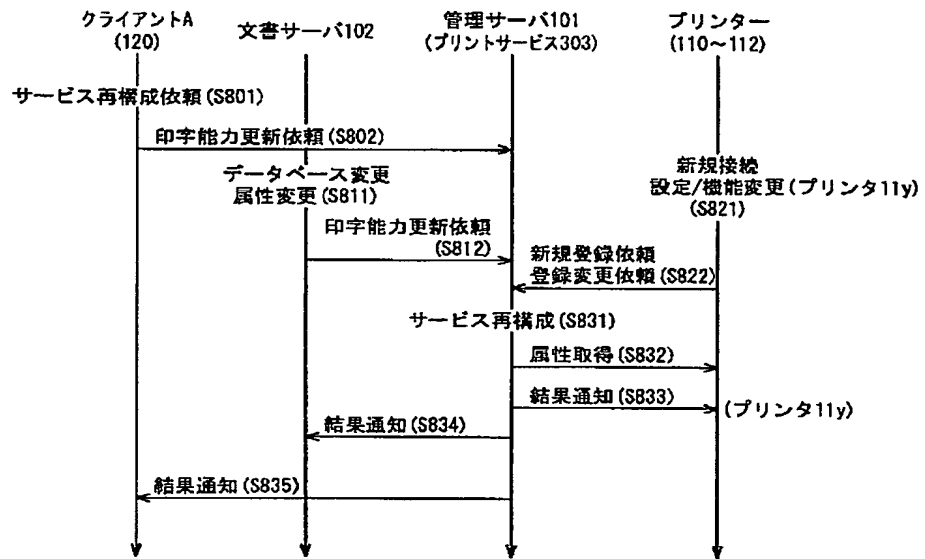 クライアントA
(120)
文書サーバ102
管理サーバ101
(プリントサービス303)
プリンター
(110～112)
サービス再構成依頼(S801)
印字能力更新依頼(S802)
データベース変更
属性変更(S811)
新規接続
設定/機能変更(プリンタ11y)
(S821)
印字能力更新依頼
(S812)
新規登録依頼
登録変更依頼(S822)
サービス再構成(S831)
属性取得(S832)
結果通知(S833)
(プリンタ11y)
結果通知(S834)
結果通知(S835)